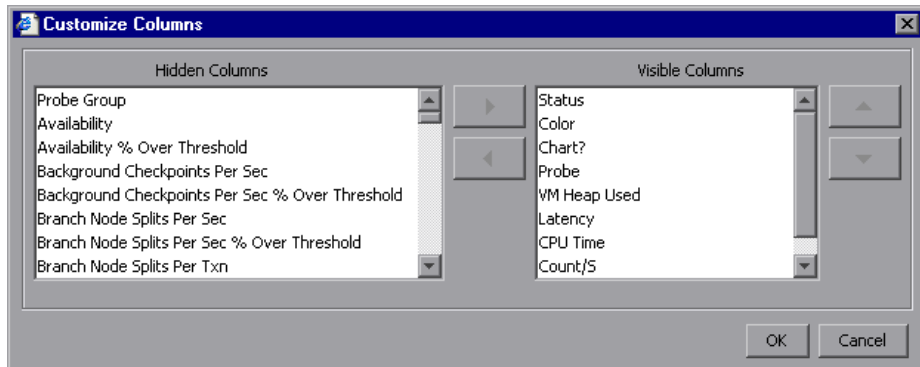 Customize Columns
Hidden Columns
Probe Group
Availability
Availability % Over Threshold
Background Checkpoints Per Sec
Background Checkpoints Per Sec % Over Threshold
Branch Node Splits Per Sec
Branch Node Splits Per Sec % Over Threshold
Branch Node Splits Per Txn
Visible Columns
Status
Color
Chart?
Probe
VM Heap Used
Latency
CPU Time
Count/S
OK
Cancel